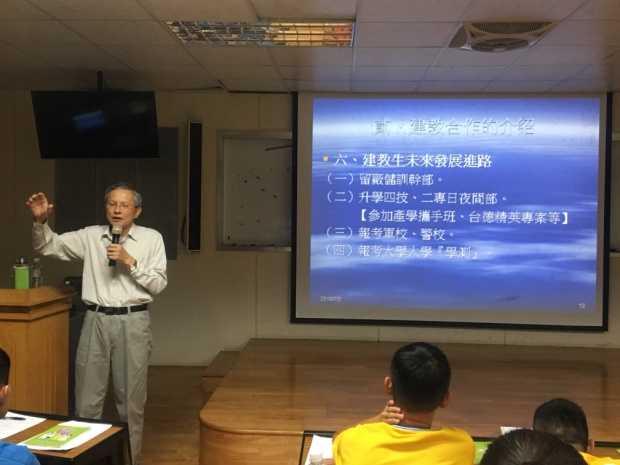 貳、建教合作的介紹
六、建教生未來發展進路
（一）留廠儲訓幹部。
（二）升學四技、二專日夜間部。
【參加產學攜手班、台德精英專案等】
（三）報考軍校、警校。
（四）報考大學入學『學測』。
12